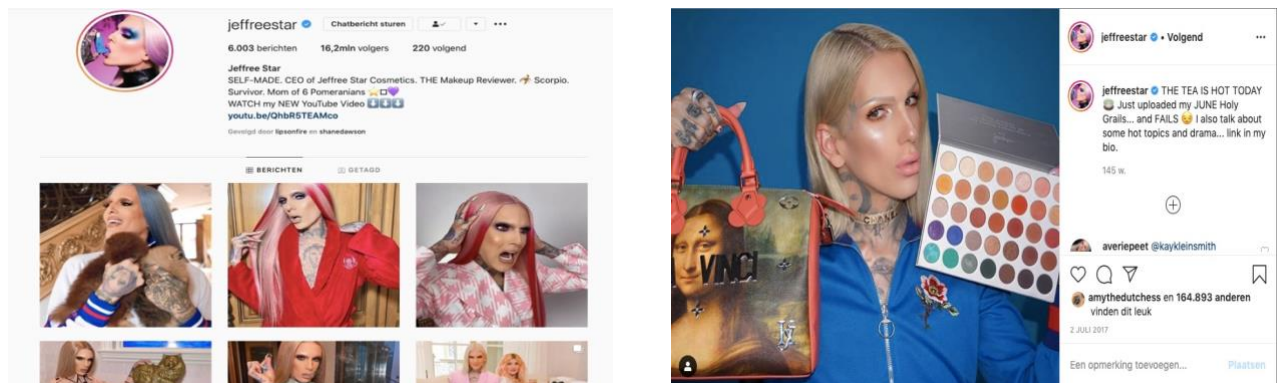 jeffreestar
Chatbericht sturen
6.003 berichten 16,2mln volgers 220 volgend
Jeffree Star
SELF-MADE. CEO of Jeffree Star Cosmetics. THE Makeup Reviewer. 🦂 Scorpio.
Survivor. Mom of 6 Pomeranians
WATCH my NEW YouTube Video ⬇️⬇️⬇️
youtu.be/QhbR5TEAMco
Gevolgd door lipsonfire en shanedawson
BERICHTEN GETAGD
VINCI
jeffreestar • Volgend
jeffreestar THE TEA IS HOT TODAY
☕ Just uploaded my JUNE Holy
Grails... and FAILS 😉 I also talk about
some hot topics and drama... link in my
bio.
145 w.
averiepeet @kaykleinsmith
amythedutchess en 164.893 anderen
vinden dit leuk
2 JULI 2017
Een opmerking toevoegen... Plaatsen